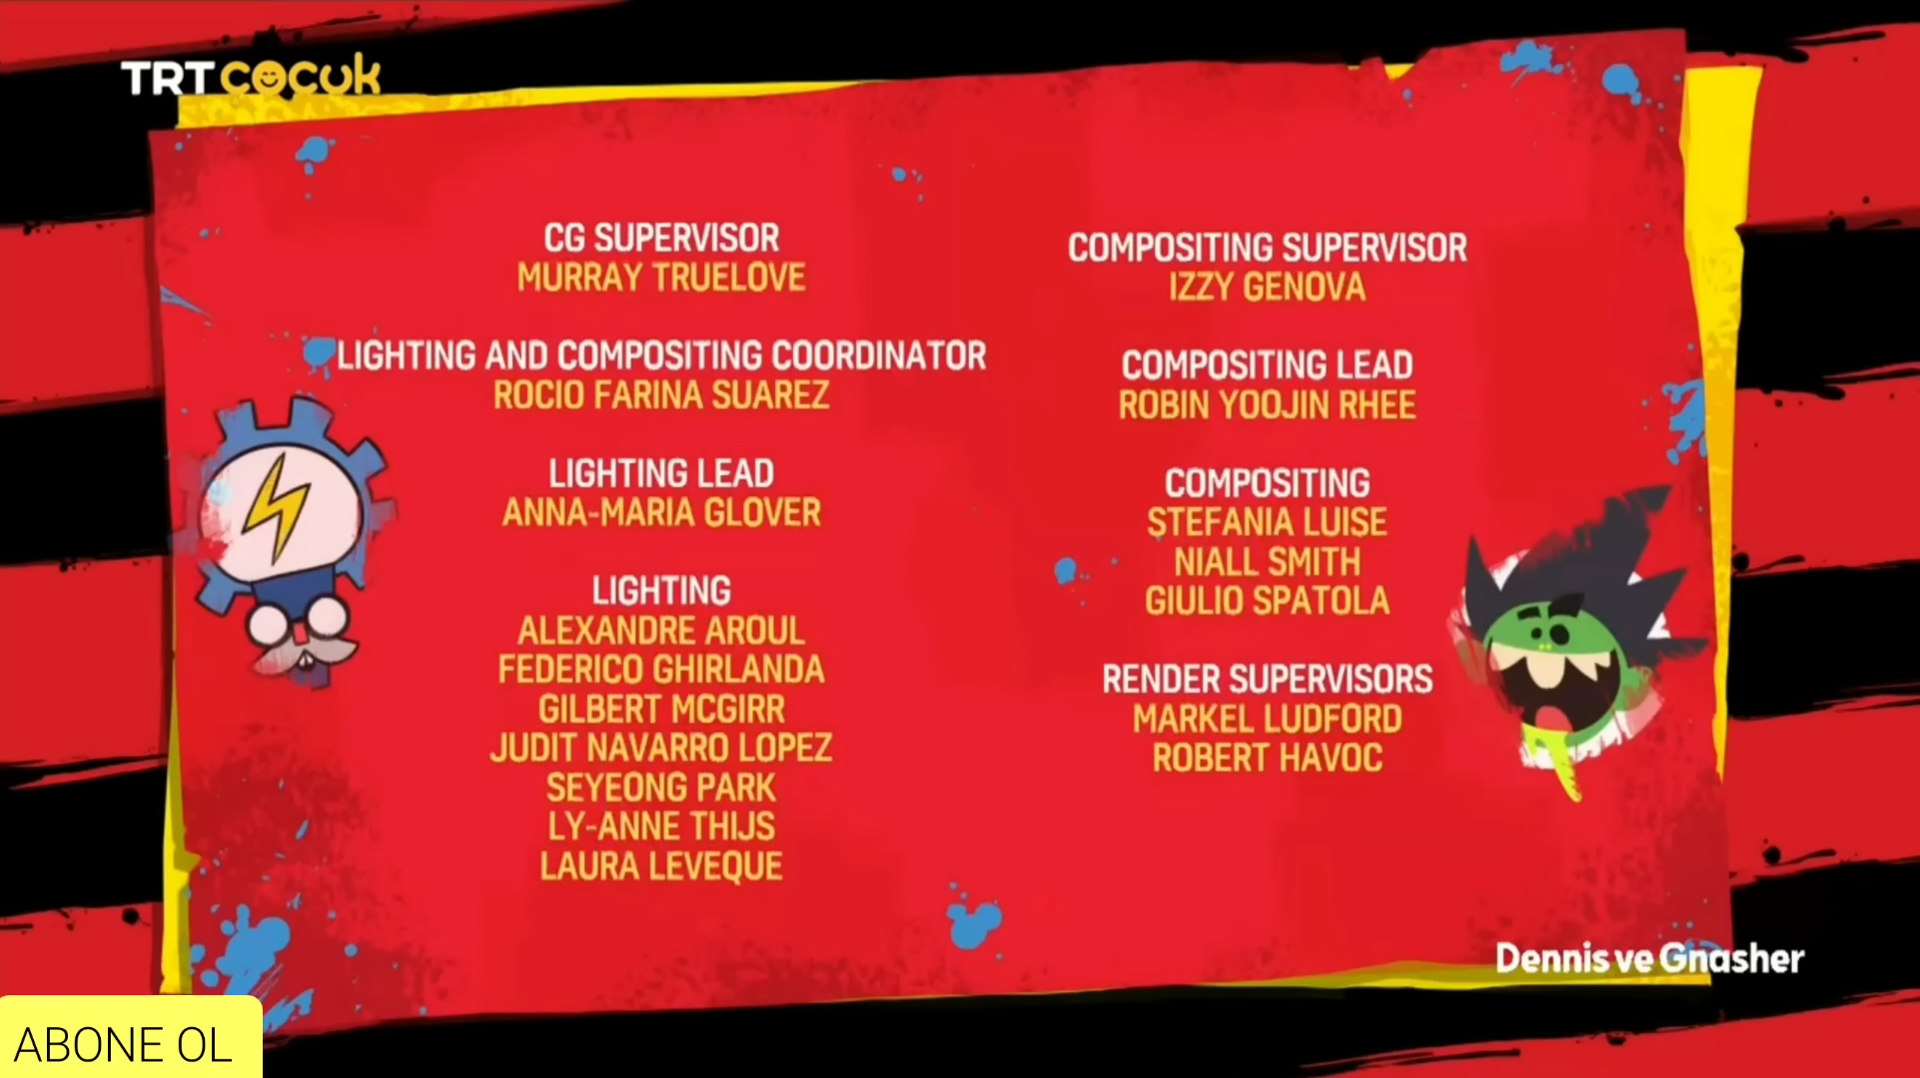 TRT COCUK
CG SUPERVISOR
MURRAY TRUELOVE
LIGHTING AND COMPOSITING COORDINATOR
ROCIO FARINA SUAREZ
LIGHTING LEAD
ANNA-MARIA GLOVER
LIGHTING
ALEXANDRE AROUL
FEDERICO GHIRLANDA
GILBERT MCGIRR
JUDIT NAVARRO LOPEZ
SEYEONG PARK
LY-ANNE THIJS
LAURA LEVEQUE
COMPOSITING SUPERVISOR
IZZY GENOVA
COMPOSITING LEAD
ROBIN YOOJIN RHEE
COMPOSITING
STEFANIA LUISE
NIALL SMITH
GIULIO SPATOLA
RENDER SUPERVISORS
MARKEL LUDFORD
ROBERT HAVOC
Dennis ve Gnasher
ABONE OL